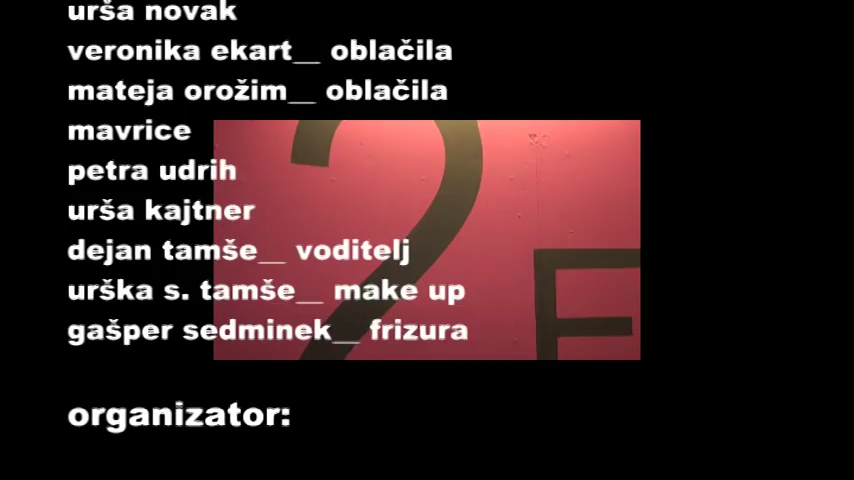 urša novak
veronika ekart__ oblačila
mateja orožim__ oblačila
mavrice
petra udrih
urša kajtner
dejan tamše__ voditelj
urška s. tamše__ make up
gašper sedminek__ frizura
organizator:
2
E